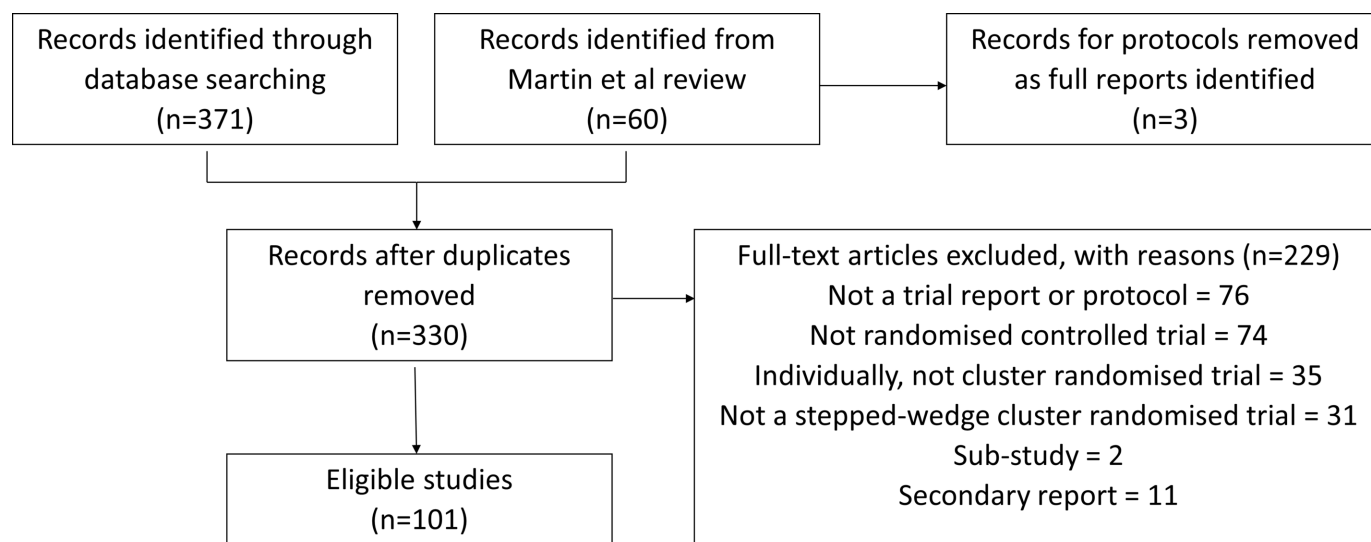 Records identified through
database searching
(n=371)
Records identified from
Martin et al review
(n=60)
Records for protocols removed
as full reports identified
(n=3)
Records after duplicates
removed
(n=330)
Full-text articles excluded, with reasons (n=229)
Not a trial report or protocol = 76
Not randomised controlled trial = 74
Individually, not cluster randomised trial = 35
Not a stepped-wedge cluster randomised trial = 31
Sub-study = 2
Secondary report = 11
Eligible studies
(n=101)